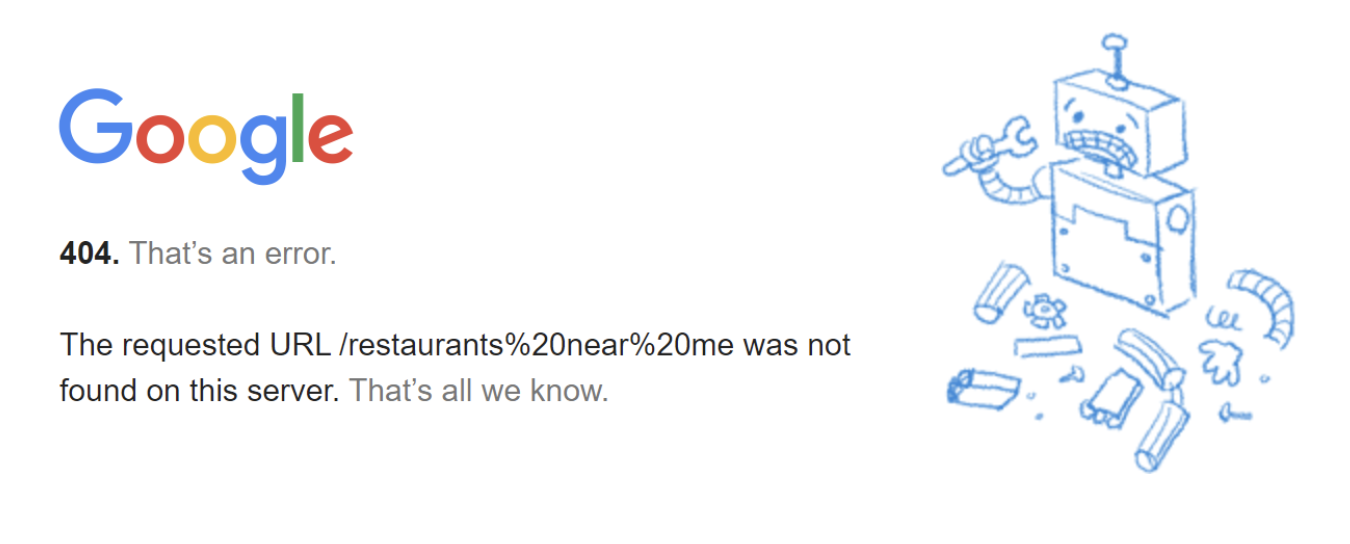 Google
404. That’s an error.
The requested URL /restaurants%20near%20me was not
found on this server. That’s all we know.